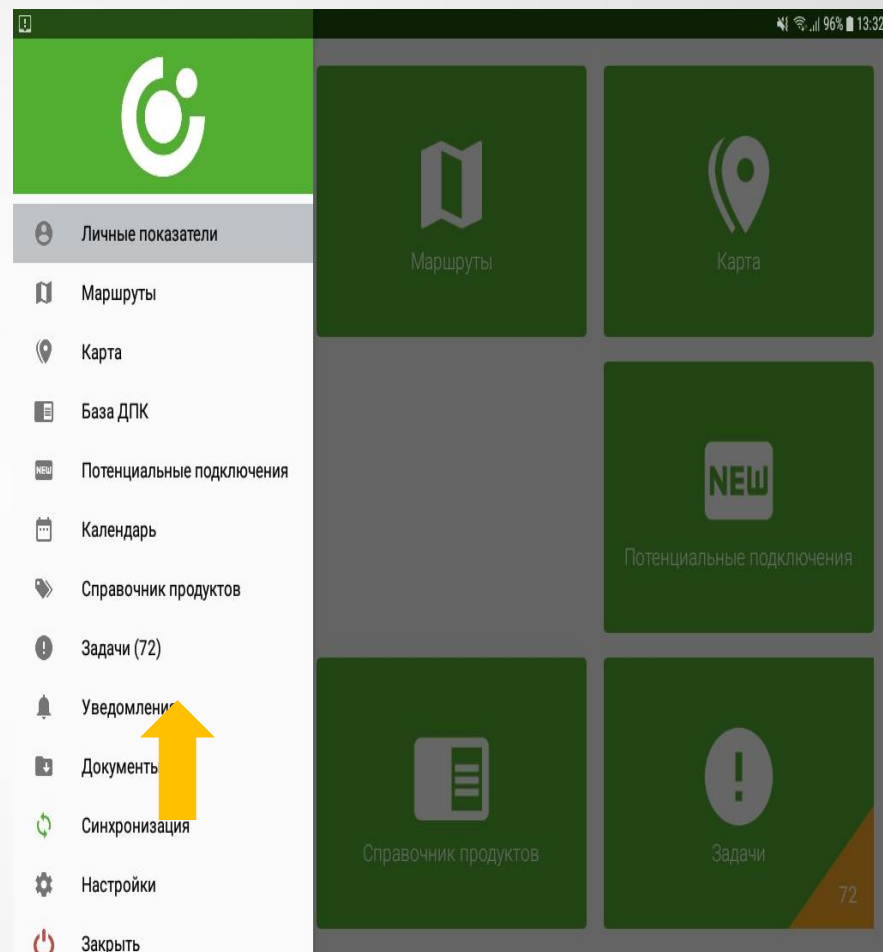 96% 13:32
Личные показатели
Маршруты
Карта
База ДПК
NEW Потенциальные подключения
Календарь
Справочник продуктов
Задачи (72)
Уведомления
Документы
Синхронизация
Настройки
Закрыть
Маршруты
Карта
NEW
Потенциальные подключения
Справочник продуктов
Задачи
72